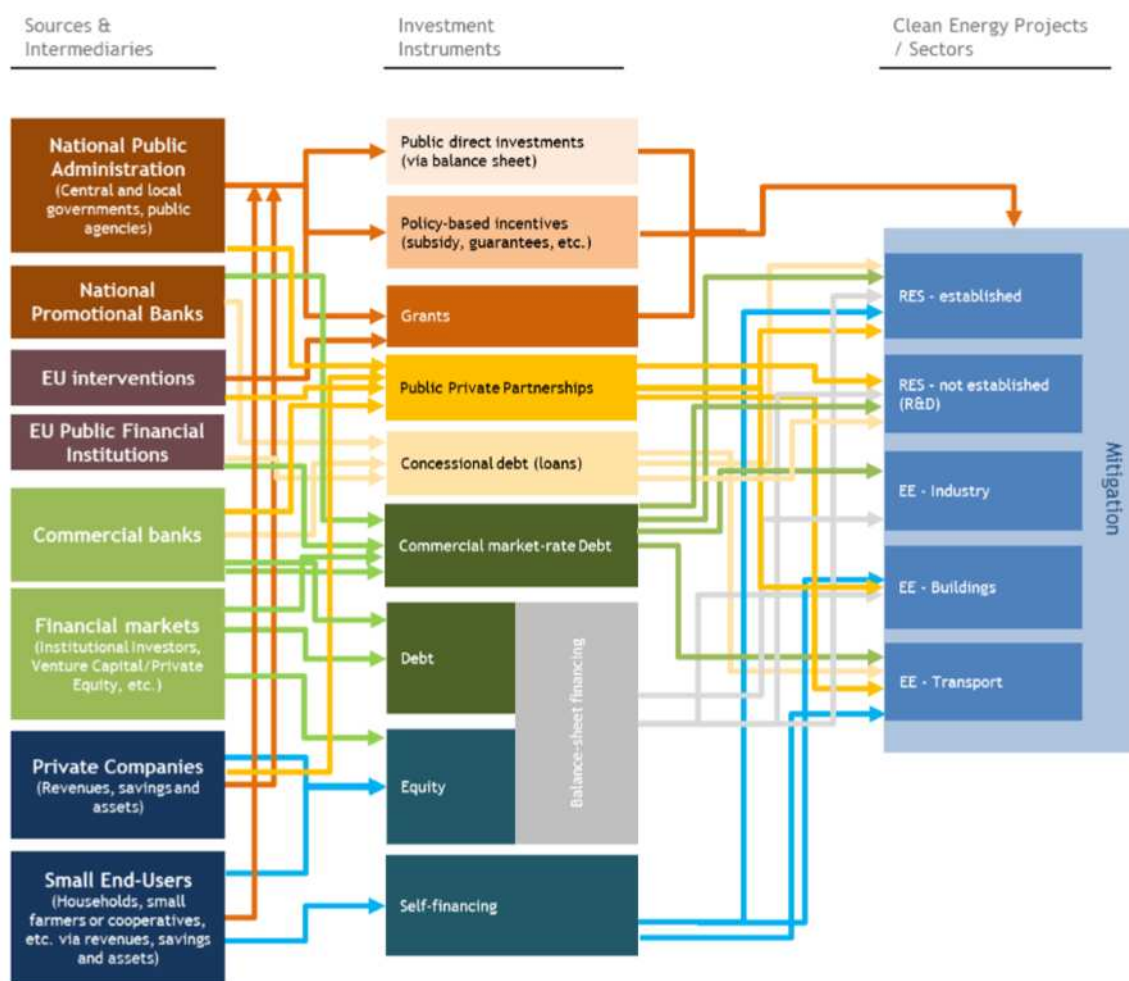 Sources &
Intermediaries
Investment
Instruments
Clean Energy Projects
/ Sectors
National Public
Administration
(Central and local
governments, public
agencies)
National
Promotional Banks
EU interventions
EU Public Financial
Institutions
Commercial banks
Financial markets
(Institutional Investors,
Venture Capital/Private
Equity, etc.)
Private Companies
(Revenues, savings and
assets)
Small End-Users
(Households, small
farmers or cooperatives,
etc. via revenues, savings
and assets)
Public direct investments
(via balance sheet)
Policy-based incentives
(subsidy, guarantees, etc.)
Grants
Public Private Partnerships
Concessional debt (loans)
Commercial market-rate Debt
Debt
Equity
Balance-sheet financing
Self-financing
RES - established
RES - not established
(R&D)
EE - Industry
EE - Buildings
EE - Transport
Mitigation